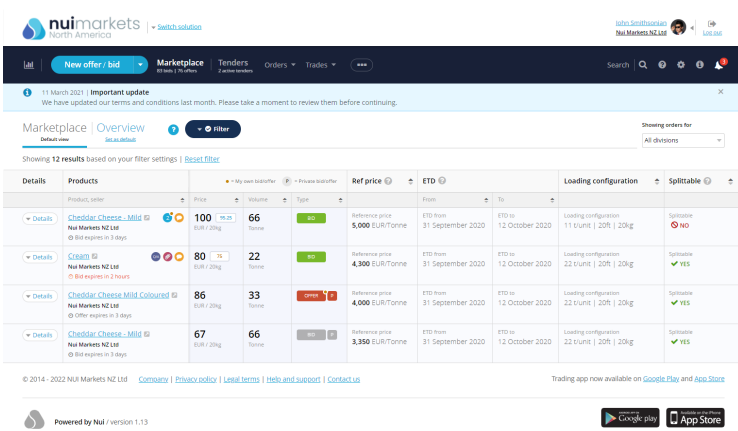 nuimarkets
North America
Switch solution
John Smithsonian
Nui Markets NZ Ltd
Log out
New offer / bid
Marketplace
83 bids | 76 offers
Tenders
2 active tenders
Orders
Trades
Search
11 March 2021 | Important update
We have updated our terms and conditions last month. Please take a moment to review them before continuing.
Marketplace | Overview
Default view
Set as default
Filter
Showing orders for
All divisions
Showing 12 results based on your filter settings | Reset filter
= My own bid/offer
P = Private bid/offer
Details
Products
Ref price
ETD
Loading configuration
Splittable
Product, seller
Price
Volume
Type
From
To
Details
Cheddar Cheese - Mild
Nui Markets NZ Ltd
Bid expires in 3 days
100
95.25
EUR / 20kg
66
Tonne
BID
Reference price
5,000 EUR/Tonne
ETD from
31 September 2020
ETD to
12 October 2020
Loading configuration
11 t/unit | 20ft | 20kg
Splittable
NO
Details
Cream
Nui Markets NZ Ltd
Bid expires in 2 hours
80
75
EUR / 20kg
22
Tonne
BID
Reference price
4,300 EUR/Tonne
ETD from
31 September 2020
ETD to
12 October 2020
Loading configuration
22 t/unit | 20ft | 20kg
Splittable
YES
Details
Cheddar Cheese Mild Coloured
Nui Markets NZ Ltd
Offer expires in 3 days
86
EUR / 20kg
33
Tonne
OFFER
P
Reference price
4,000 EUR/Tonne
ETD from
31 September 2020
ETD to
12 October 2020
Loading configuration
22 t/unit | 20ft | 20kg
Splittable
YES
Details
Cheddar Cheese - Mild
Nui Markets NZ Ltd
Bid expires in 3 days
67
EUR / 20kg
66
Tonne
BID
P
Reference price
3,350 EUR/Tonne
ETD from
31 September 2020
ETD to
12 October 2020
Loading configuration
22 t/unit | 20ft | 20kg
Splittable
YES
© 2014 - 2022 NUI Markets NZ Ltd
Company | Privacy policy | Legal terms | Help and support | Contact us
Trading app now available on Google Play and App Store
Powered by Nui / version 1.13
Google play
Available on the iPhone
App Store